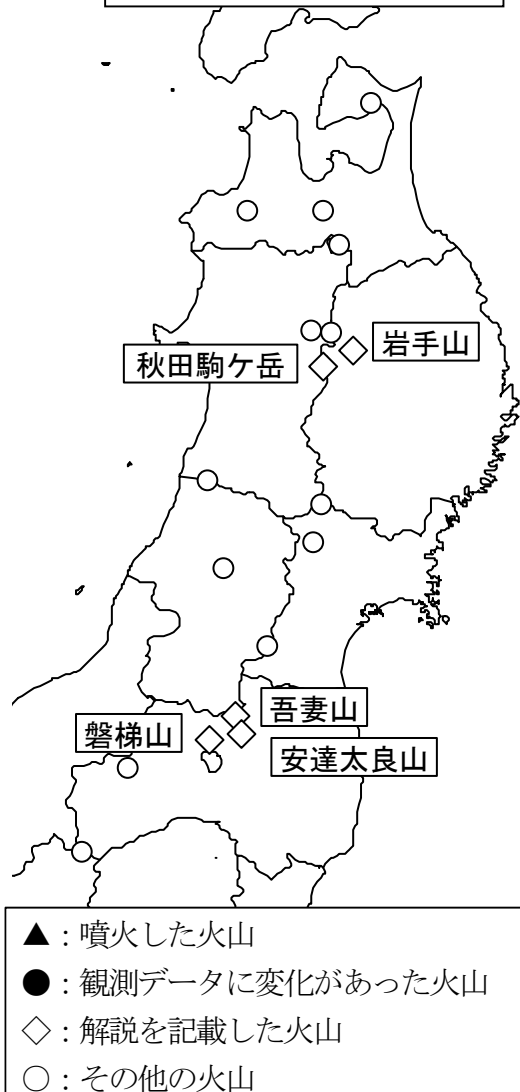 岩手山
秋田駒ケ岳
吾妻山
磐梯山
安達太良山
▲：噴火した火山
●：観測データに変化があった火山
◇：解説を記載した火山
○：その他の火山